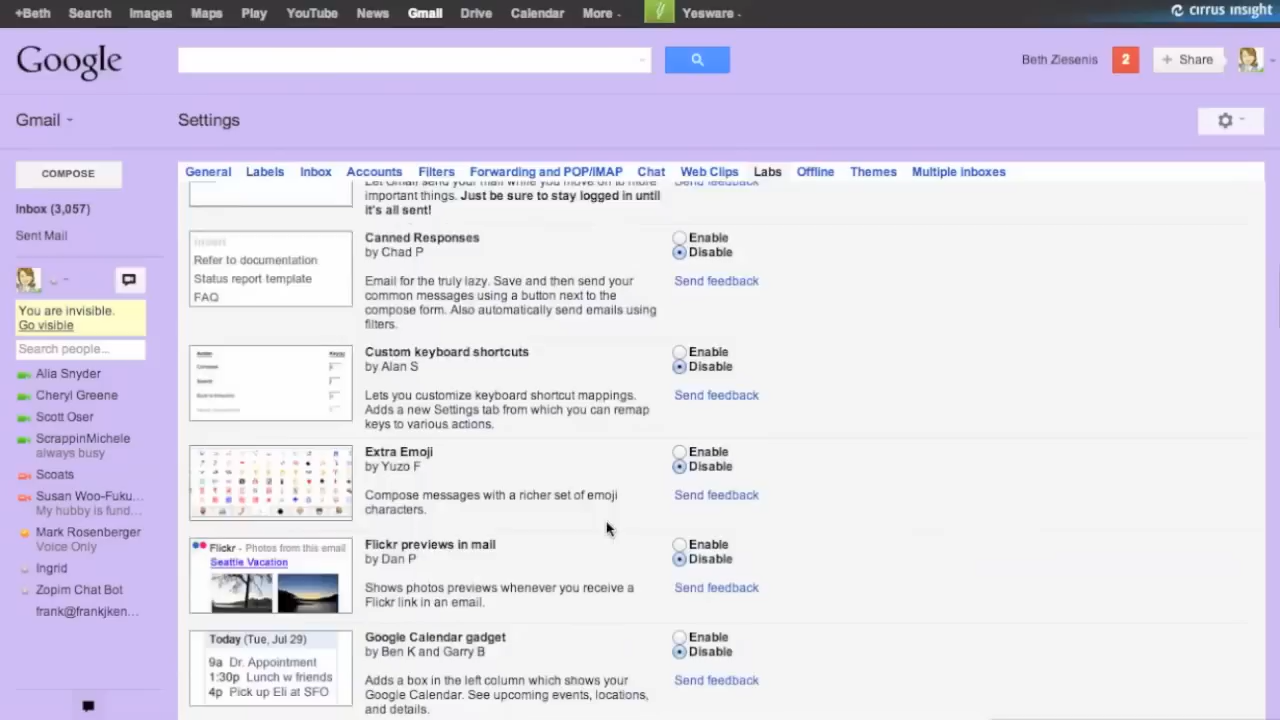 +Beth Search Images Maps Play YouTube News Gmail Drive Calendar More Yesware
cirrus insight
Google
Beth Ziesenis 2 + Share
Gmail Settings
COMPOSE
Inbox (3,057)
Sent Mail
You are invisible.
Go visible
Search people...
Alia Snyder
Cheryl Greene
Scott Oser
ScrappinMichele
always busy
Scoats
Susan Woo-Fuku...
My hubby is fund...
Mark Rosenberger
Voice Only
Ingrid
Zopim Chat Bot
frank@frankjken...
General Labels Inbox Accounts Filters Forwarding and POP/IMAP Chat Web Clips Labs Offline Themes Multiple inboxes
Let Gmail send your mail while you move on to more
important things. Just be sure to stay logged in until
it's all sent!
Send feedback
Refer to documentation
Status report template
FAQ
Canned Responses
by Chad P
Email for the truly lazy. Save and then send your
common messages using a button next to the
compose form. Also automatically send emails using
filters.
Enable
Disable
Send feedback
Custom keyboard shortcuts
by Alan S
Lets you customize keyboard shortcut mappings.
Adds a new Settings tab from which you can remap
keys to various actions.
Enable
Disable
Send feedback
Extra Emoji
by Yuzo F
Compose messages with a richer set of emoji
characters.
Enable
Disable
Send feedback
Flickr - Photos from this email
Seattle Vacation
Flickr previews in mail
by Dan P
Shows photos previews whenever you receive a
Flickr link in an email.
Enable
Disable
Send feedback
Today (Tue, Jul 29)
9a Dr. Appointment
1:30p Lunch w friends
4p Pick up Eli at SFO
Google Calendar gadget
by Ben K and Garry B
Adds a box in the left column which shows your
Google Calendar. See upcoming events, locations,
and details.
Enable
Disable
Send feedback